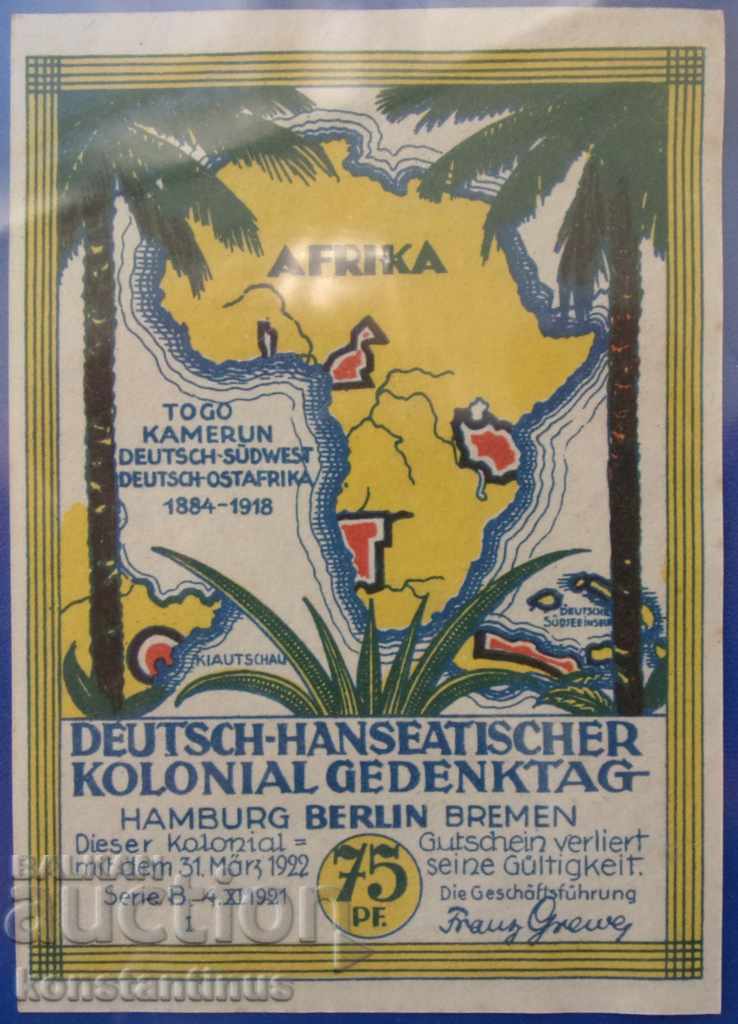 AFRIKA
TOGO
KAMERUN
DEUTSCH-SÜDWEST
DEUTSCH-OSTAFRIKA
1884-1918
DEUTSCHE
KIAUTSCHAU
DEUTSCH-HANSEATISCHER
KOLONIAL GEDENKTAG
HAMBURG BERLIN BREMEN
Dieser Kolonial = Gutschein verliert
mit dem 31. März 1922 seine Gültigkeit.
Serie B. 4.XI.1921
I
75
PF.
Die Geschäftsführung
Franz Grewe
BALKAN
auction
konstantinus